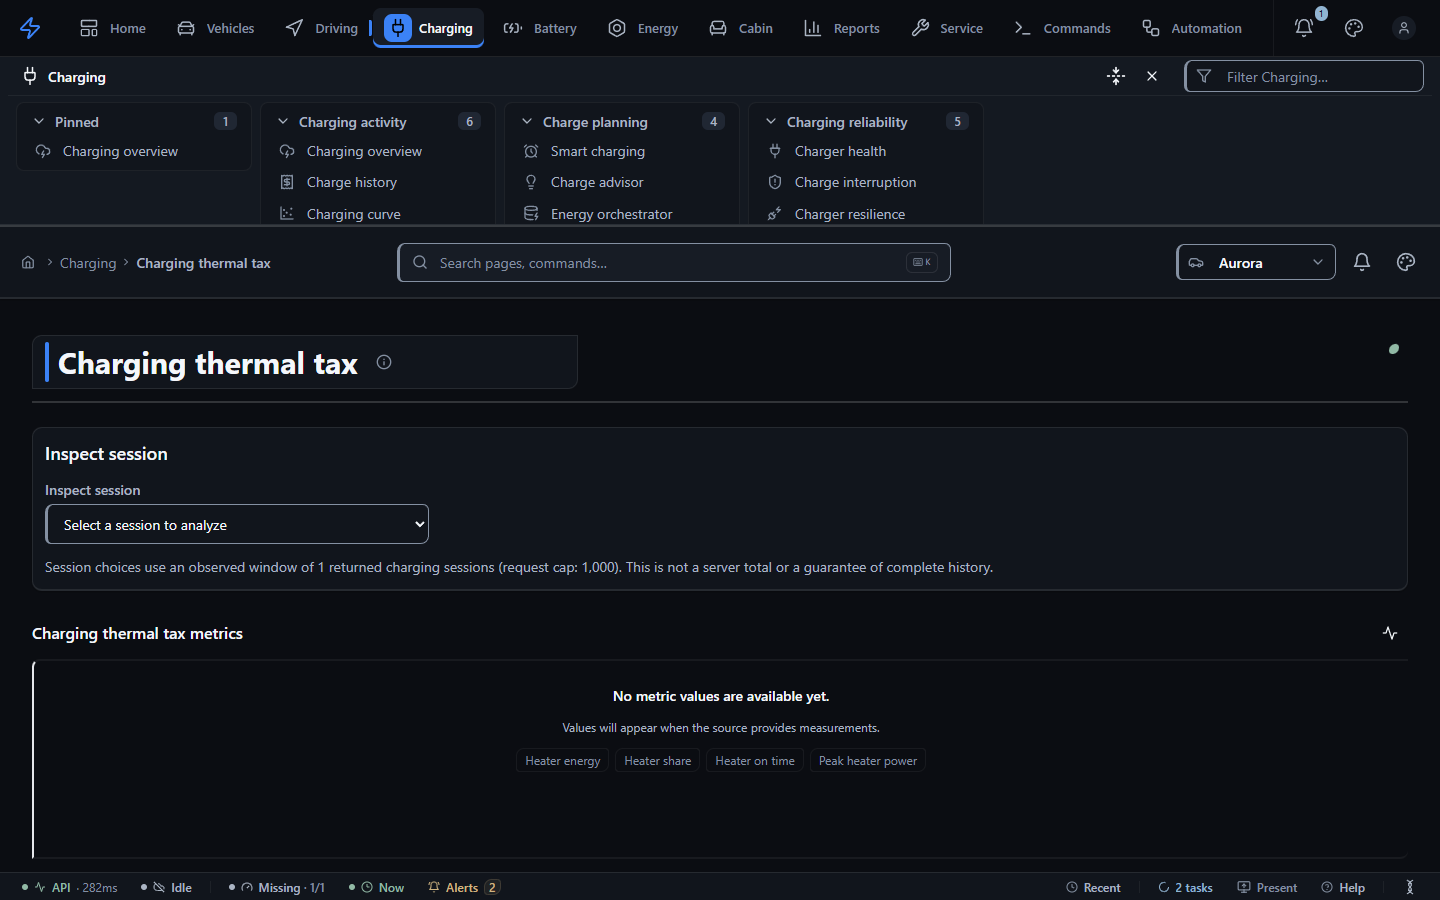 Home Vehicles Driving Charging Battery Energy Cabin Reports Service Commands Automation 1
Charging Filter Charging...
Pinned 1
Charging overview
Charging activity 6
Charging overview
Charge history
Charging curve
Charge planning 4
Smart charging
Charge advisor
Energy orchestrator
Charging reliability 5
Charger health
Charge interruption
Charger resilience
Charging Charging thermal tax Search pages, commands... K Aurora
Charging thermal tax
Inspect session
Inspect session
Select a session to analyze
Session choices use an observed window of 1 returned charging sessions (request cap: 1,000). This is not a server total or a guarantee of complete history.
Charging thermal tax metrics
No metric values are available yet.
Values will appear when the source provides measurements.
Heater energy Heater share Heater on time Peak heater power
API · 282ms Idle Missing · 1/1 Now Alerts 2 Recent 2 tasks Present Help